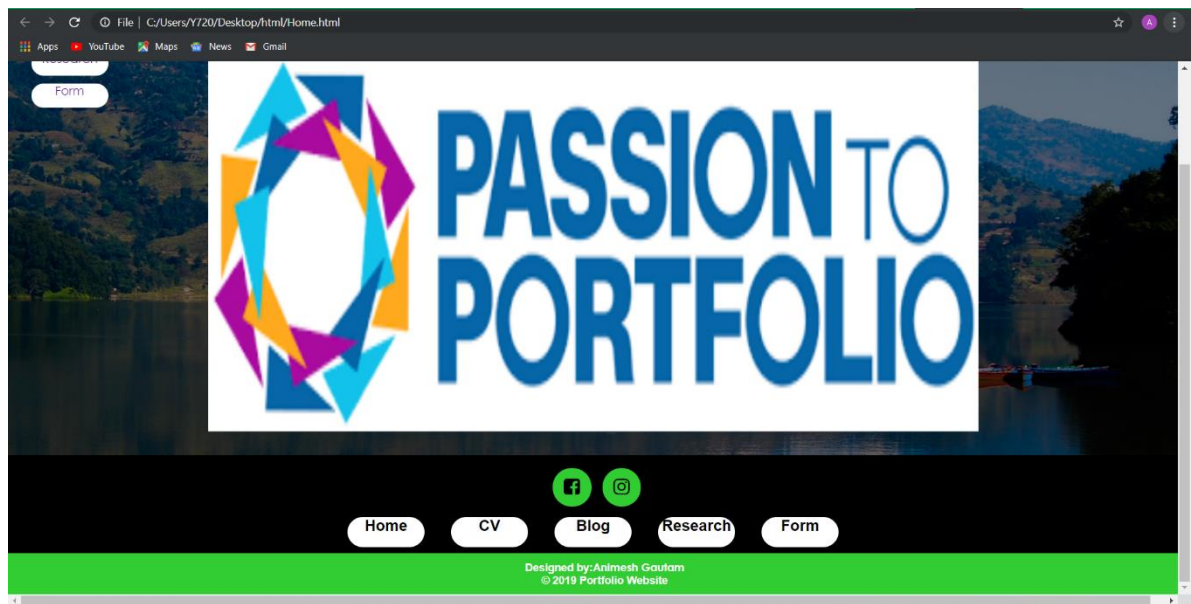 File | C:/Users/Y720/Desktop/html/Home.html
A
Apps YouTube Maps News Gmail
Research
Form
PASSION TO
PORTFOLIO
Home CV Blog Research Form
Designed by:Animesh Gautam
© 2019 Portfolio Website